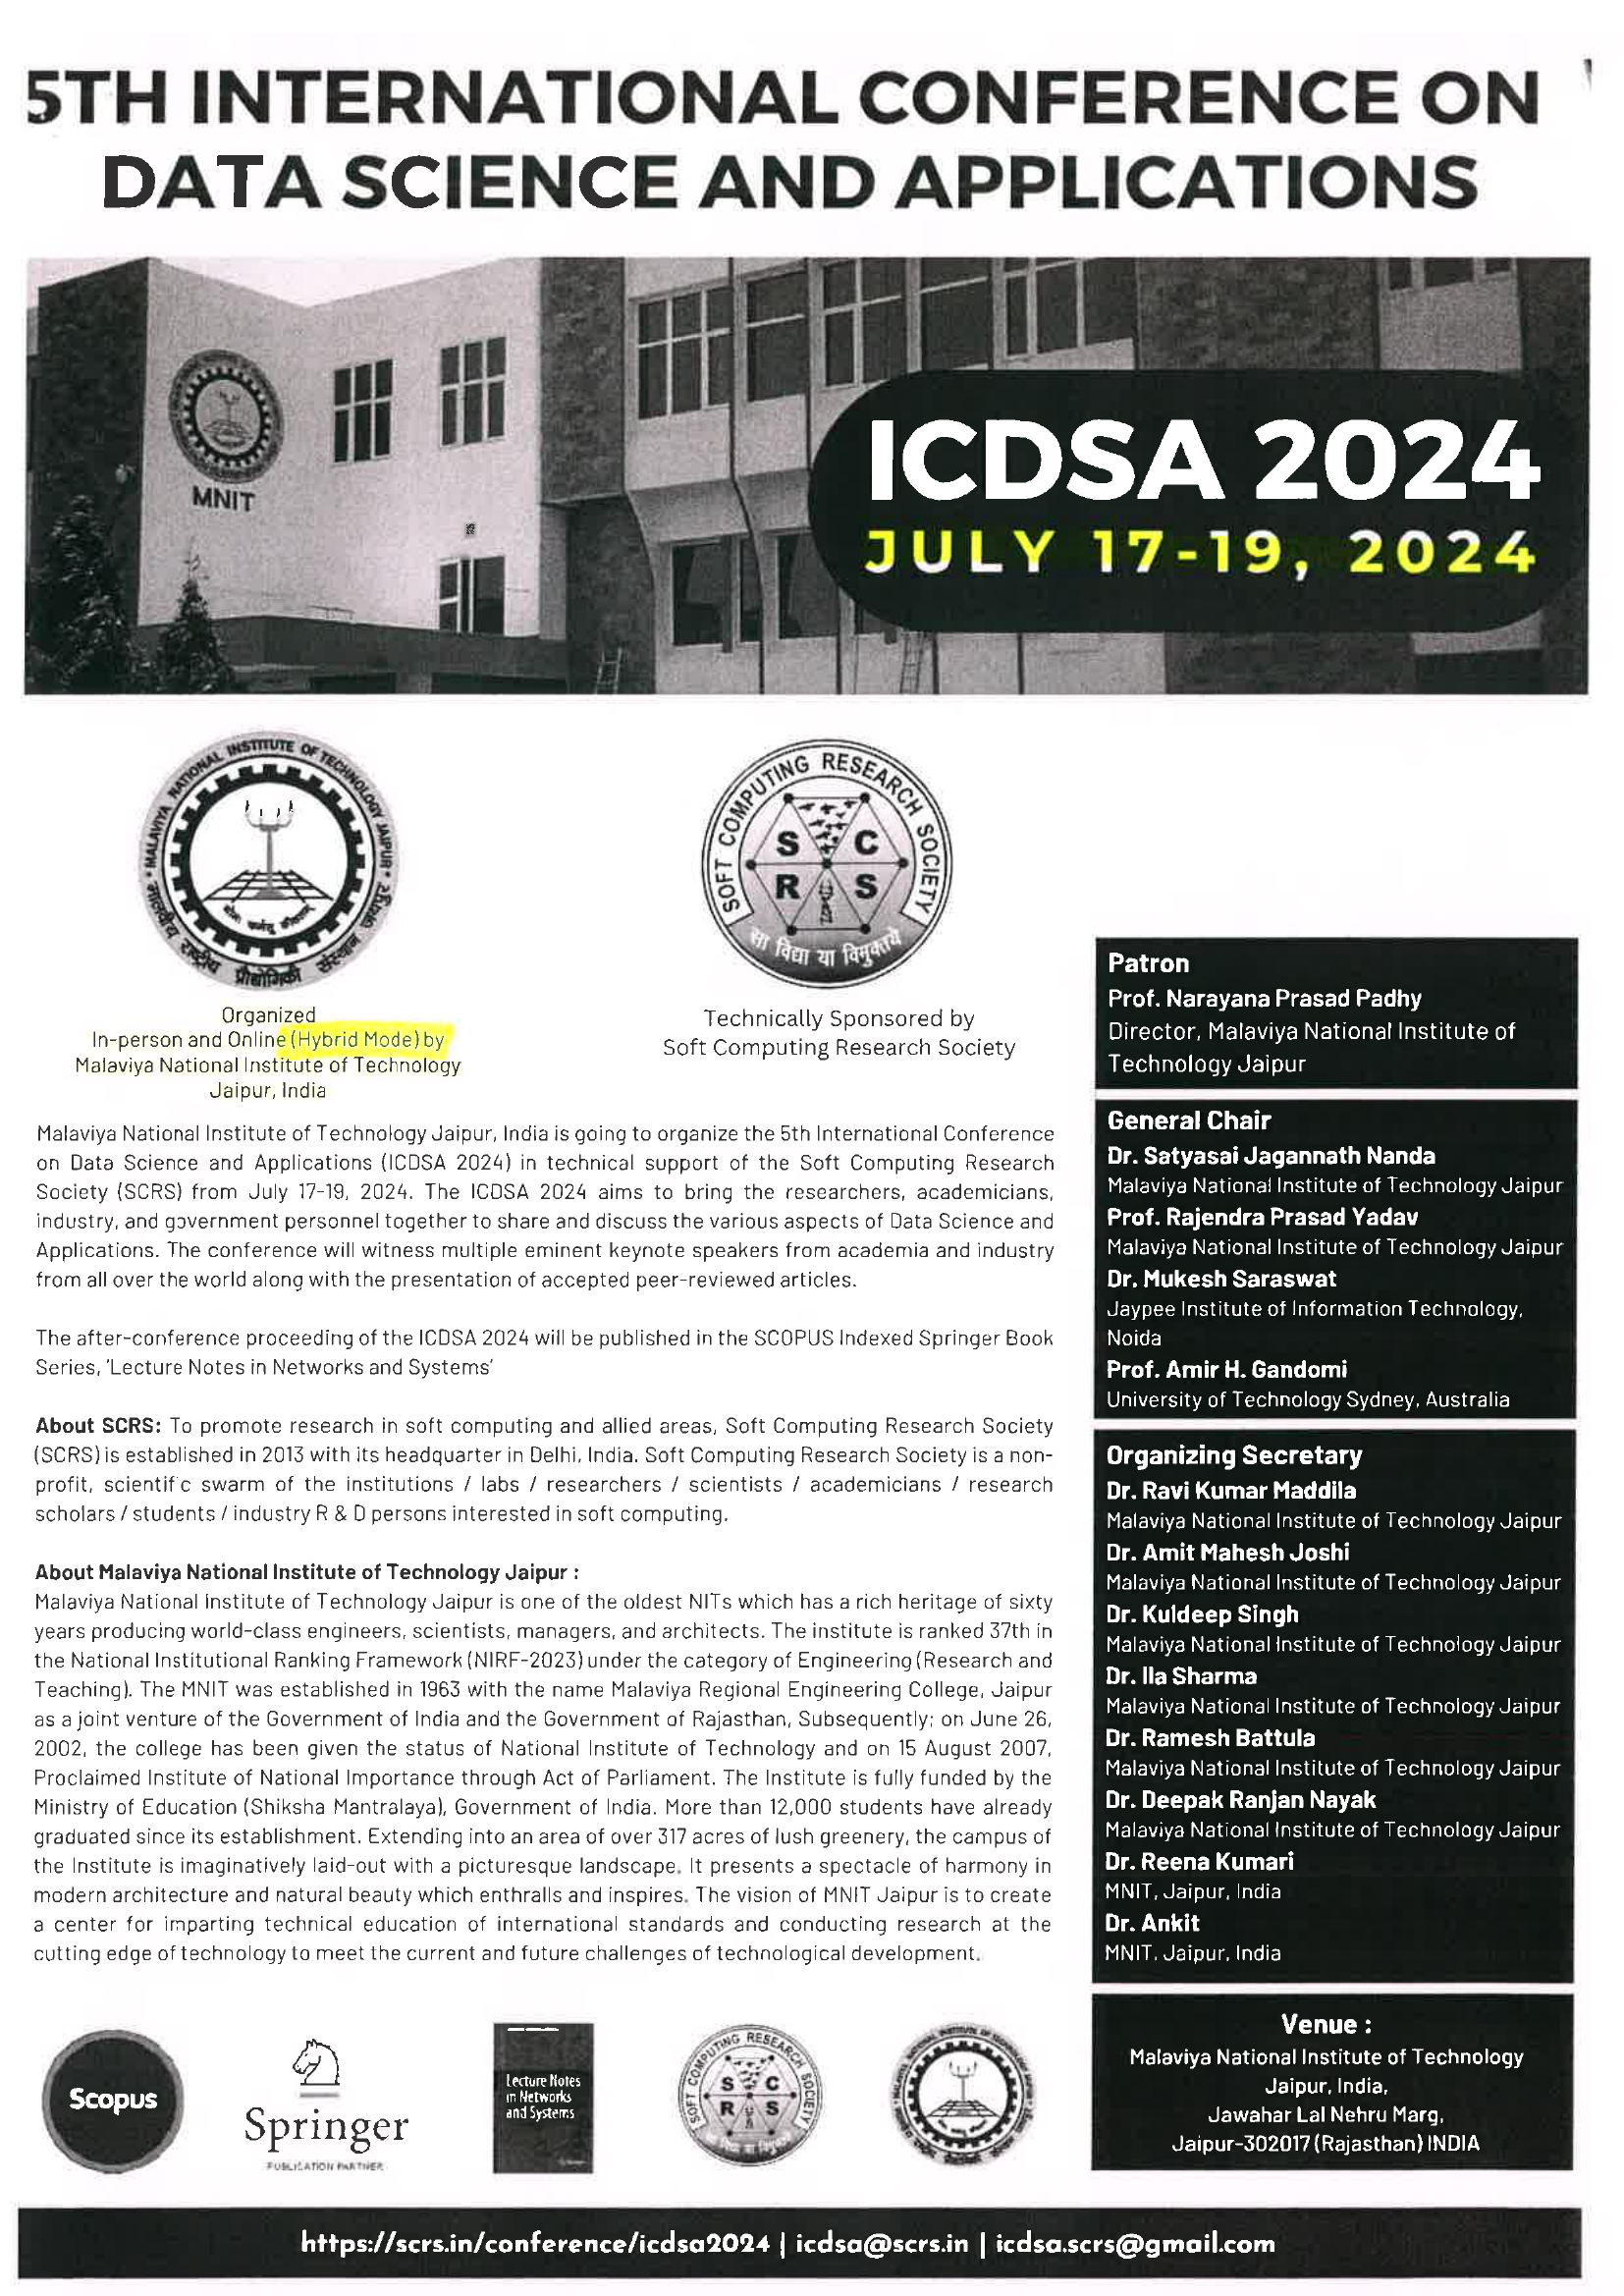 5TH INTERNATIONAL CONFERENCE ON
DATA SCIENCE AND APPLICATIONS
MNIT
ICDSA 2024
JULY 17-19, 2024
MALAVIYA NATIONAL INSTITUTE OF TECHNOLOGY JAIPUR
मालवीय राष्ट्रीय प्रौद्योगिकी संस्थान जयपुर
SOFT COMPUTING RESEARCH SOCIETY
S C
R S
सा विद्या या विमुक्तये
Organized
In-person and Online (Hybrid Mode) by
Malaviya National Institute of Technology
Jaipur, India
Technically Sponsored by
Soft Computing Research Society
Malaviya National Institute of Technology Jaipur, India is going to organize the 5th International Conference
on Data Science and Applications (ICDSA 2024) in technical support of the Soft Computing Research
Society (SCRS) from July 17-19, 2024. The ICDSA 2024 aims to bring the researchers, academicians,
industry, and government personnel together to share and discuss the various aspects of Data Science and
Applications. The conference will witness multiple eminent keynote speakers from academia and industry
from all over the world along with the presentation of accepted peer-reviewed articles.
The after-conference proceeding of the ICDSA 2024 will be published in the SCOPUS Indexed Springer Book
Series, 'Lecture Notes in Networks and Systems'
About SCRS: To promote research in soft computing and allied areas, Soft Computing Research Society
(SCRS) is established in 2013 with its headquarter in Delhi, India. Soft Computing Research Society is a non-
profit, scientific swarm of the institutions / labs / researchers / scientists / academicians / research
scholars / students / industry R & D persons interested in soft computing.
About Malaviya National Institute of Technology Jaipur :
Malaviya National Institute of Technology Jaipur is one of the oldest NITs which has a rich heritage of sixty
years producing world-class engineers, scientists, managers, and architects. The institute is ranked 37th in
the National Institutional Ranking Framework (NIRF-2023) under the category of Engineering (Research and
Teaching). The MNIT was established in 1963 with the name Malaviya Regional Engineering College, Jaipur
as a joint venture of the Government of India and the Government of Rajasthan, Subsequently; on June 26,
2002, the college has been given the status of National Institute of Technology and on 15 August 2007,
Proclaimed Institute of National Importance through Act of Parliament. The Institute is fully funded by the
Ministry of Education (Shiksha Mantralaya), Government of India. More than 12,000 students have already
graduated since its establishment. Extending into an area of over 317 acres of lush greenery, the campus of
the Institute is imaginatively laid-out with a picturesque landscape. It presents a spectacle of harmony in
modern architecture and natural beauty which enthralls and inspires. The vision of MNIT Jaipur is to create
a center for imparting technical education of international standards and conducting research at the
cutting edge of technology to meet the current and future challenges of technological development.
Patron
Prof. Narayana Prasad Padhy
Director, Malaviya National Institute of
Technology Jaipur
General Chair
Dr. Satyasai Jagannath Nanda
Malaviya National Institute of Technology Jaipur
Prof. Rajendra Prasad Yadav
Malaviya National Institute of Technology Jaipur
Dr. Mukesh Saraswat
Jaypee Institute of Information Technology,
Noida
Prof. Amir H. Gandomi
University of Technology Sydney, Australia
Organizing Secretary
Dr. Ravi Kumar Maddila
Malaviya National Institute of Technology Jaipur
Dr. Amit Mahesh Joshi
Malaviya National Institute of Technology Jaipur
Dr. Kuldeep Singh
Malaviya National Institute of Technology Jaipur
Dr. Ila Sharma
Malaviya National Institute of Technology Jaipur
Dr. Ramesh Battula
Malaviya National Institute of Technology Jaipur
Dr. Deepak Ranjan Nayak
Malaviya National Institute of Technology Jaipur
Dr. Reena Kumari
MNIT, Jaipur, India
Dr. Ankit
MNIT, Jaipur, India
Venue :
Malaviya National Institute of Technology
Jaipur, India,
Jawahar Lal Nehru Marg,
Jaipur-302017 (Rajasthan) INDIA
Scopus
Springer
PUBLICATION PARTNER
Lecture Notes
in Networks
and Systems
SOFT COMPUTING RESEARCH SOCIETY
S C
R S
https://scrs.in/conference/icdsa2024 | icdsa@scrs.in | icdsa.scrs@gmail.com